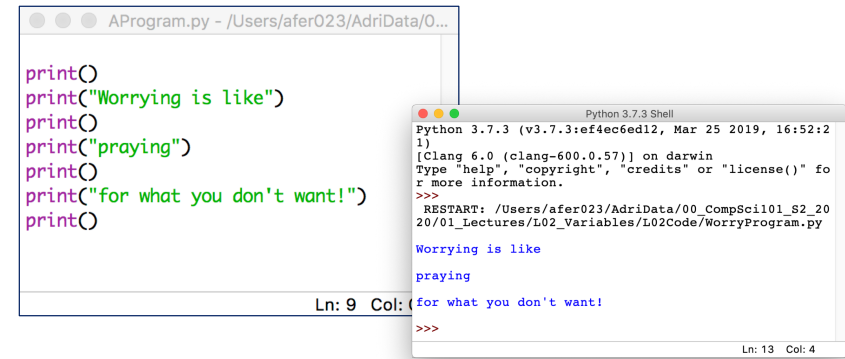 AProgram.py - /Users/afer023/AdriData/0...
print()
print("Worrying is like")
print()
print("praying")
print()
print("for what you don't want!")
print()
Ln: 9 Col:
Python 3.7.3 Shell
Python 3.7.3 (v3.7.3:ef4ec6ed12, Mar 25 2019, 16:52:2
1)
[Clang 6.0 (clang-600.0.57)] on darwin
Type "help", "copyright", "credits" or "license()" fo
r more information.
>>>
RESTART: /Users/afer023/AdriData/00_CompSci101_S2_20
20/01_Lectures/L02_Variables/L02Code/WorryProgram.py
Worrying is like
praying
for what you don't want!
>>>
Ln: 13 Col: 4